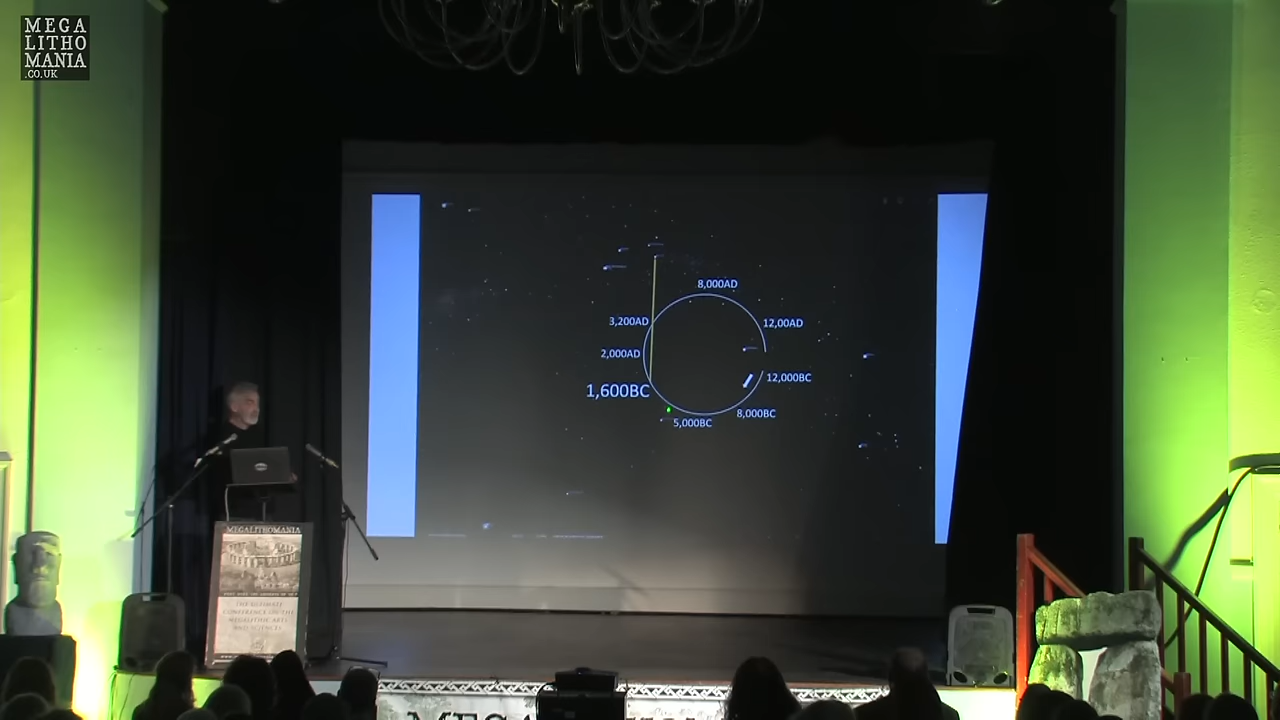 MEGA
LITHO
MANIA
.CO.UK
8,000AD
3,200AD
12,00AD
2,000AD
12,000BC
1,600BC
8,000BC
5,000BC
MEGALITHOMANIA
THE ULTIMATE
CONFERENCE ON THE
MEGALITHIC ARTS
AND SCIENCES